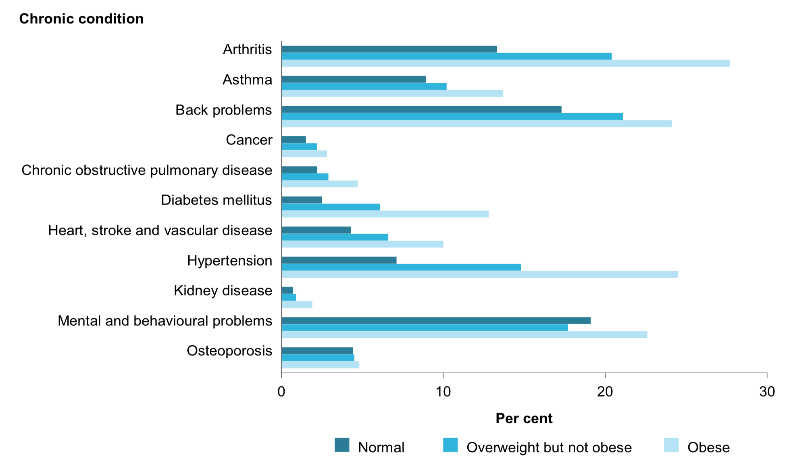 Chronic condition
Arthritis
Asthma
Back problems
Cancer
Chronic obstructive pulmonary disease
Diabetes mellitus
Heart, stroke and vascular disease
Hypertension
Kidney disease
Mental and behavioural problems
Osteoporosis
0 10 20 30
Per cent
Normal Overweight but not obese Obese